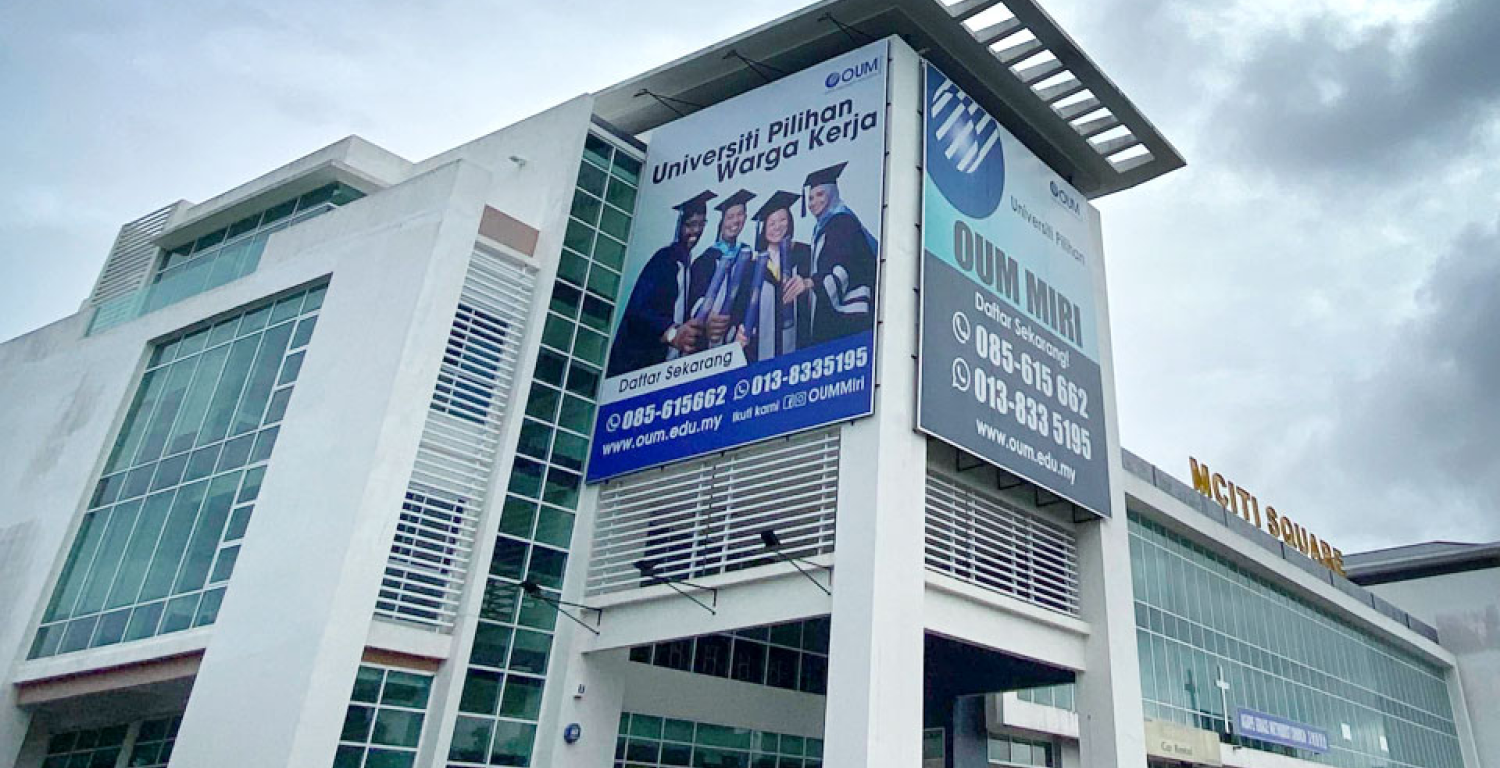 OUM
Universiti Pilihan
Warga Kerja
Daftar Sekarang
085-615662 013-8335195
www.oum.edu.my Ikuti kami OUMMiri
OUM
Universiti Pilihan
OUM MIRI
Daftar Sekarang!
085-615 662
013-833 5195
www.oum.edu.my
MCITI SQUARE